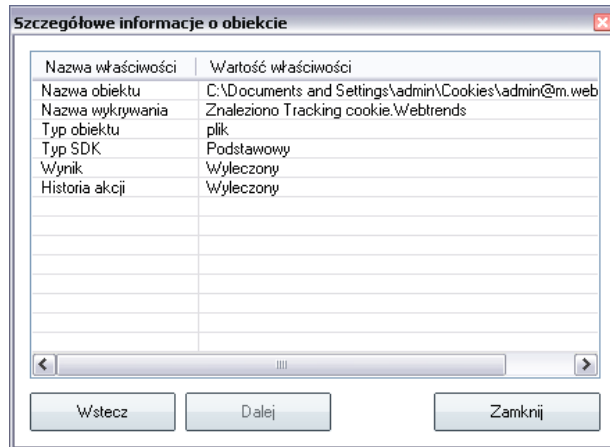 Szczegółowe informacje o obiekcie
Nazwa właściwości Wartość właściwości
Nazwa obiektu C:\Documents and Settings\admin\Cookies\admin@m.web
Nazwa wykrywania Znaleziono Tracking cookie.Webtrends
Typ obiektu plik
Typ SDK Podstawowy
Wynik Wyleczony
Historia akcji Wyleczony
Wstecz Dalej Zamknij